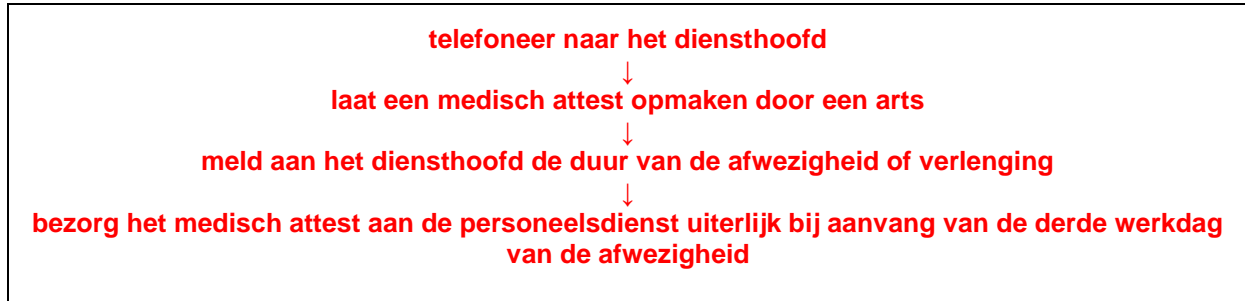 telefoneer naar het diensthoofd
↓
laat een medisch attest opmaken door een arts
↓
meld aan het diensthoofd de duur van de afwezigheid of verlenging
↓
bezorg het medisch attest aan de personeelsdienst uiterlijk bij aanvang van de derde werkdag
van de afwezigheid